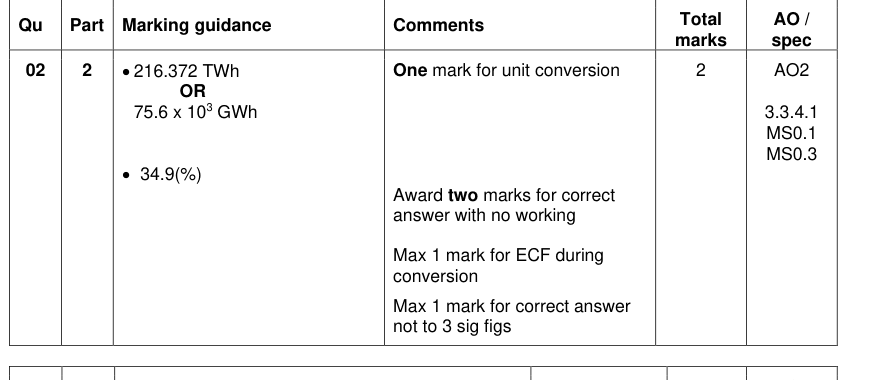 Qu Part Marking guidance Comments Total marks AO / spec
02 2 • 216.372 TWh One mark for unit conversion 2 AO2
OR
75.6 x 10³ GWh 3.3.4.1
MS0.1
MS0.3
• 34.9(%)
Award two marks for correct
answer with no working
Max 1 mark for ECF during
conversion
Max 1 mark for correct answer
not to 3 sig figs